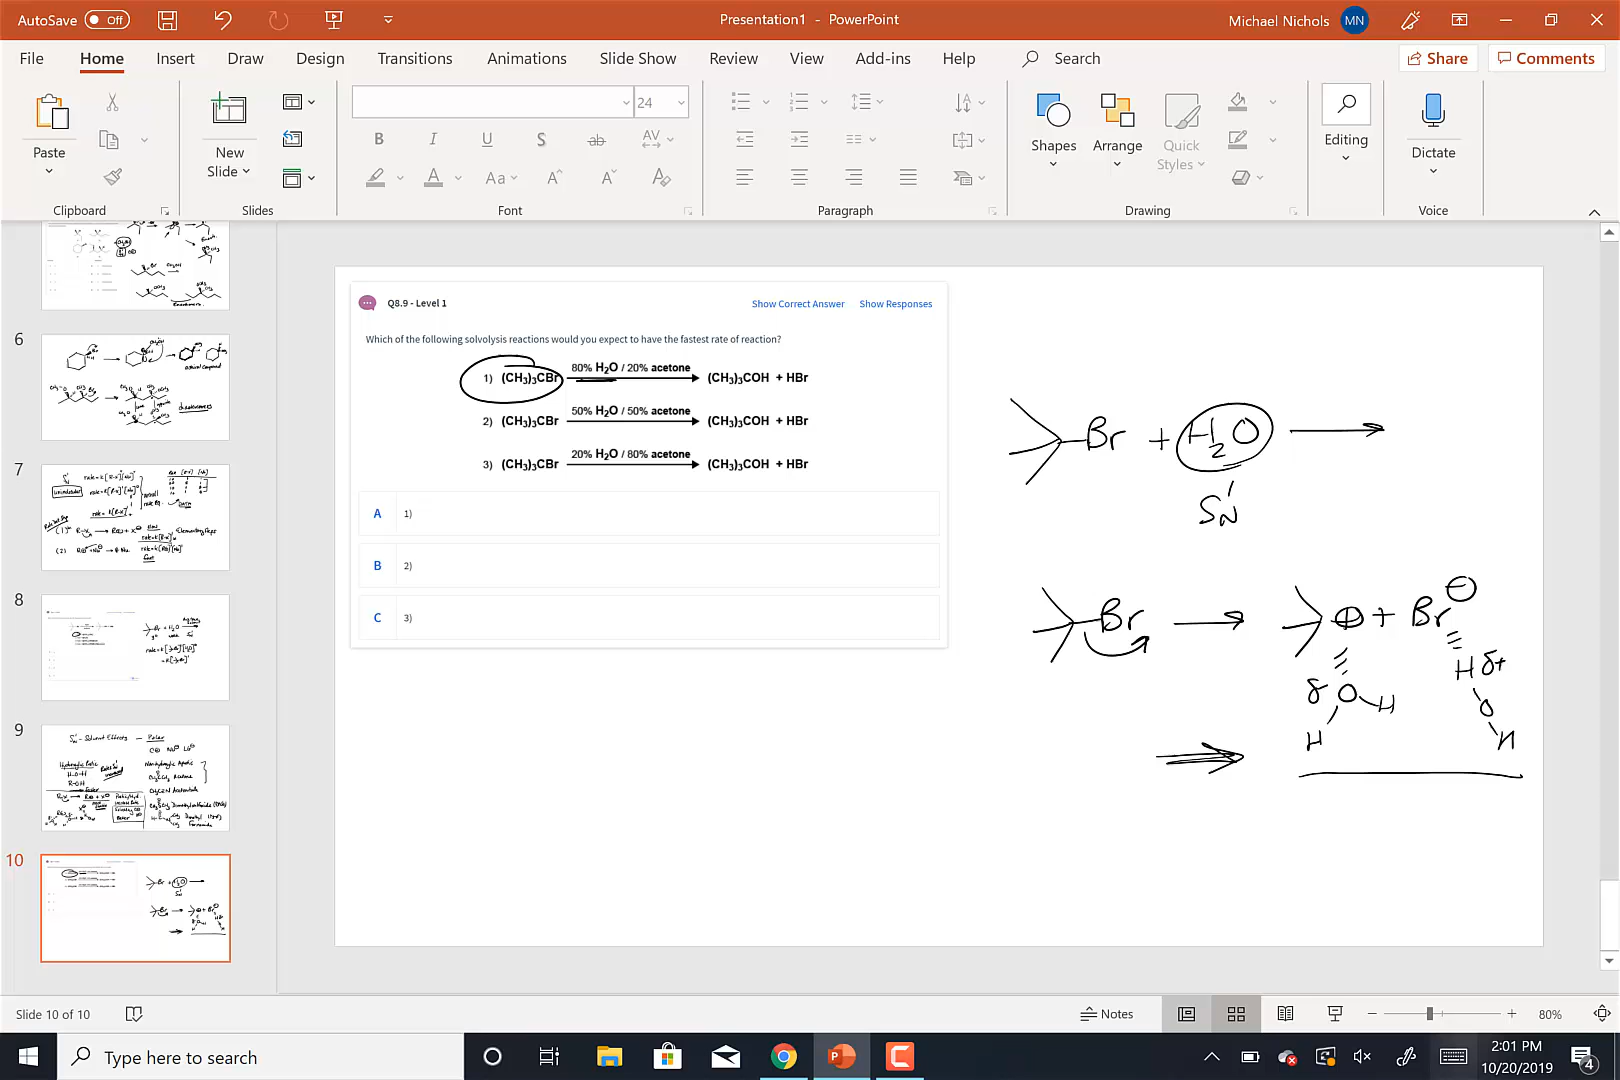 AutoSave Off
Presentation1 - PowerPoint
Michael Nichols MN
File Home Insert Draw Design Transitions Animations Slide Show Review View Add-ins Help Search
Share Comments
Paste
New Slide
24
Shapes Arrange Quick Styles
Editing
Dictate
Clipboard Slides Font Paragraph Drawing Voice
6
7
8
9
10
Q8.9 - Level 1
Show Correct Answer Show Responses
Which of the following solvolysis reactions would you expect to have the fastest rate of reaction?
1) (CH₃)₃CBr 80% H₂O / 20% acetone (CH₃)₃COH + HBr
2) (CH₃)₃CBr 50% H₂O / 50% acetone (CH₃)₃COH + HBr
3) (CH₃)₃CBr 20% H₂O / 80% acetone (CH₃)₃COH + HBr
A 1)
B 2)
C 3)
Br + H₂O
SN1
Br ⊕ + Br ⊖
H δ+
δ O H
O
H H
Slide 10 of 10
Notes
80%
Type here to search
2:01 PM
10/20/2019
4